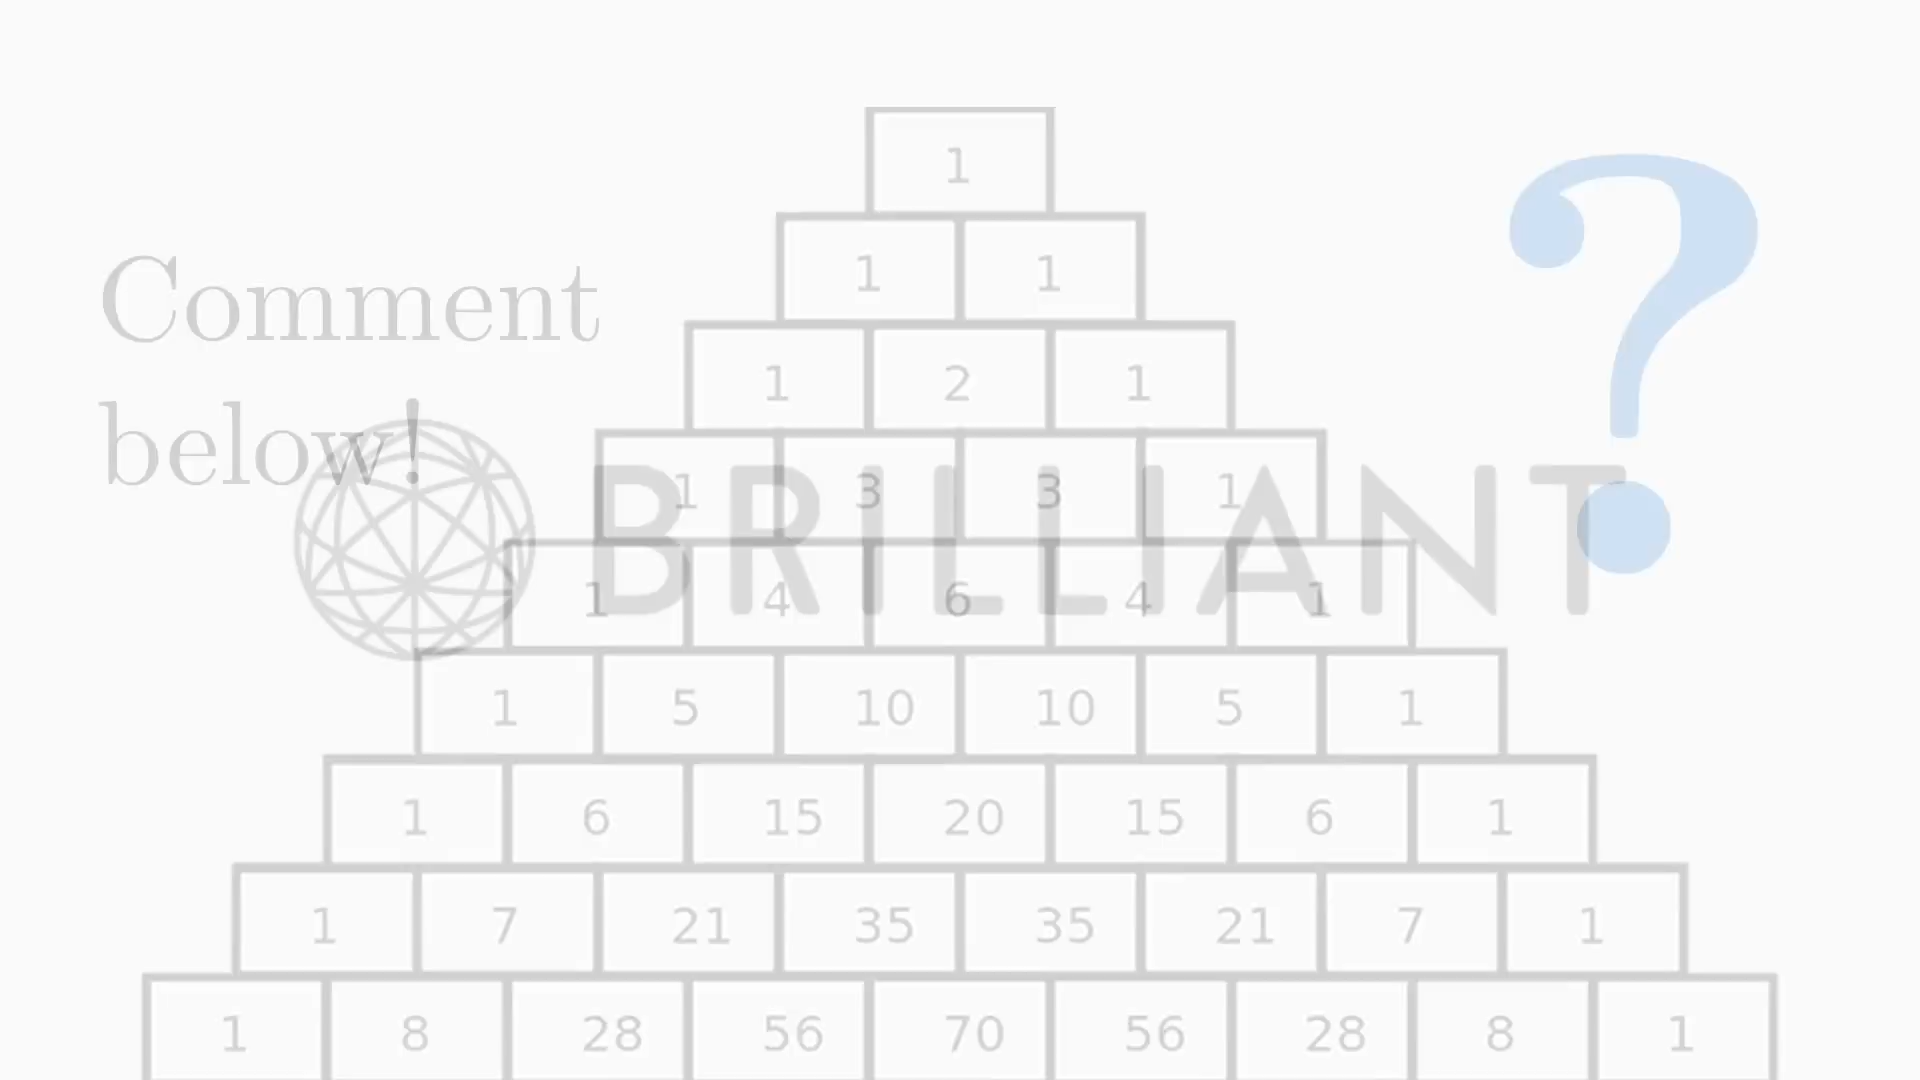 1
1 1
Comment
1 2 1
below!
1 3 3 1
BRILLIANT
1 4 6 4 1
1 5 10 10 5 1
1 6 15 20 15 6 1
1 7 21 35 35 21 7 1
1 8 28 56 70 56 28 8 1
?